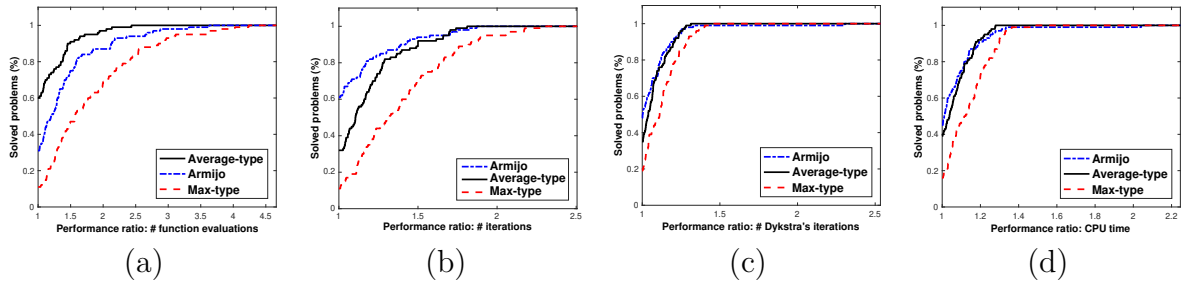 Solved problems (%)
1
0.8
0.6
0.4
0.2
0
1
1.5
2
2.5
3
3.5
4
4.5
Average-type
Armijo
Max-type
Performance ratio: # function evaluations
(a)
Solved problems (%)
1
0.8
0.6
0.4
0.2
0
1
1.5
2
2.5
Armijo
Average-type
Max-type
Performance ratio: # iterations
(b)
Solved problems (%)
1
0.8
0.6
0.4
0.2
0
1
1.5
2
2.5
Armijo
Average-type
Max-type
Performance ratio: # Dykstra's iterations
(c)
Solved problems (%)
1
0.8
0.6
0.4
0.2
0
1
1.2
1.4
1.6
1.8
2
2.2
Armijo
Average-type
Max-type
Performance ratio: CPU time
(d)